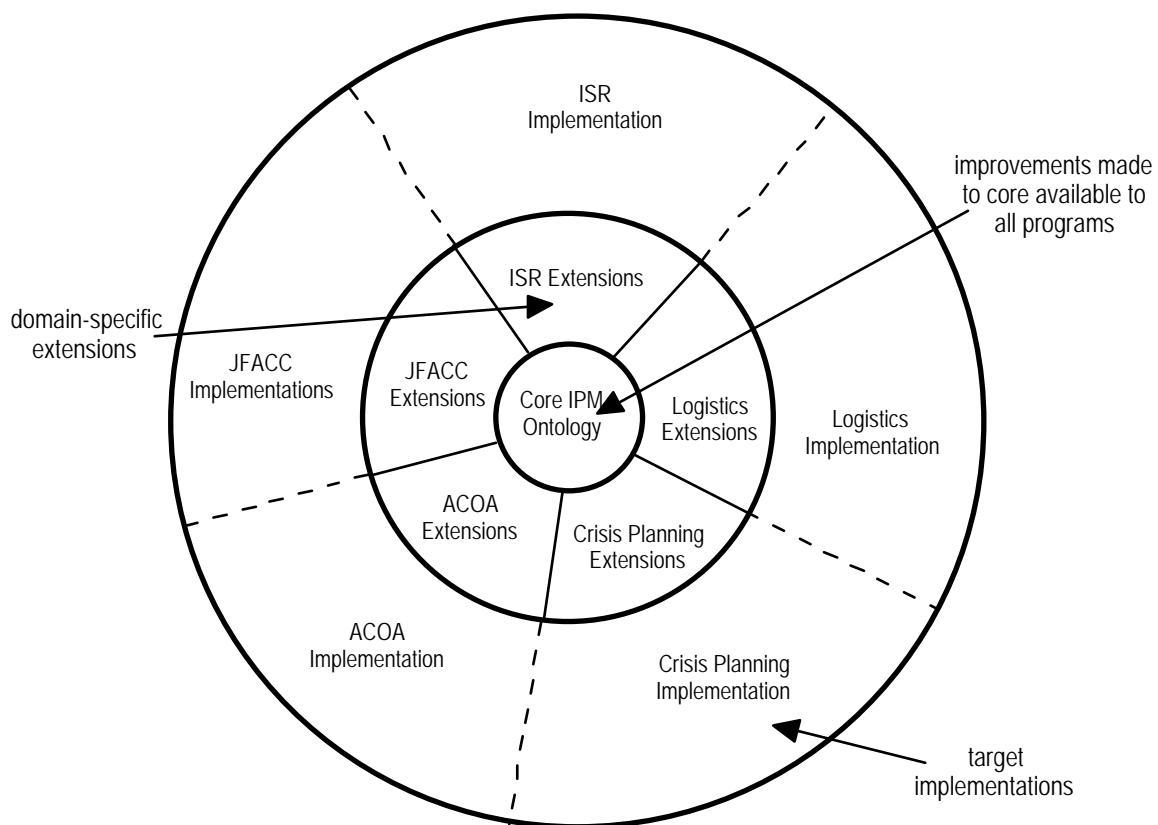 ISR
Implementation
improvements made
to core available to
all programs
ISR Extensions
domain-specific
extensions
JFACC
Implementations
JFACC
Extensions
Core IPM
Ontology
Logistics
Extensions
Logistics
Implementation
ACOA
Extensions
Crisis Planning
Extensions
ACOA
Implementation
Crisis Planning
Implementation
target
implementations